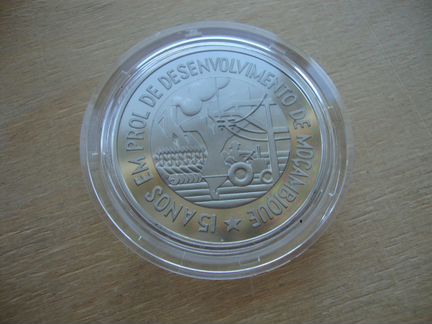 15 ANOS EM PROL DE DESENVOLVIMENTO DE MOÇAMBIQUE